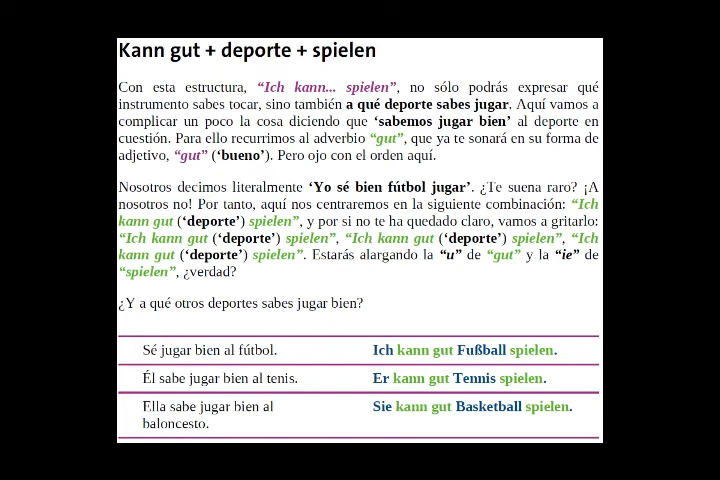 Kann gut + deporte + spielen
Con esta estructura, “Ich kann... spielen”, no sólo podrás expresar qué
instrumento sabes tocar, sino también a qué deporte sabes jugar. Aquí vamos a
complicar un poco la cosa diciendo que ‘sabemos jugar bien’ al deporte en
cuestión. Para ello recurrimos al adverbio “gut”, que ya te sonará en su forma de
adjetivo, “gut” (‘bueno’). Pero ojo con el orden aquí.
Nosotros decimos literalmente ‘Yo sé bien fútbol jugar’. ¿Te suena raro? ¡A
nosotros no! Por tanto, aquí nos centraremos en la siguiente combinación: “Ich
kann gut (‘deporte’) spielen”, y por si no te ha quedado claro, vamos a gritarlo:
“Ich kann gut (‘deporte’) spielen”, “Ich kann gut (‘deporte’) spielen”, “Ich
kann gut (‘deporte’) spielen”. Estarás alargando la “u” de “gut” y la “ie” de
“spielen”, ¿verdad?
¿Y a qué otros deportes sabes jugar bien?
Sé jugar bien al fútbol. Ich kann gut Fußball spielen.
Él sabe jugar bien al tenis. Er kann gut Tennis spielen.
Ella sabe jugar bien al Sie kann gut Basketball spielen.
baloncesto.